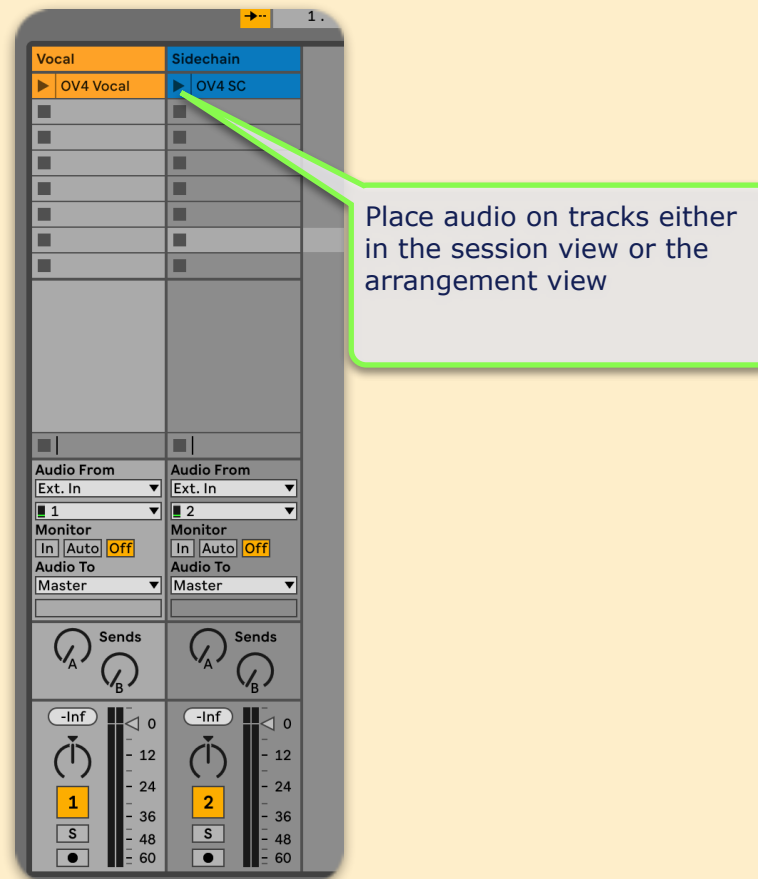 1.
Vocal Sidechain
OV4 Vocal OV4 SC
Audio From Audio From
Ext. In Ext. In
1 2
Monitor Monitor
In Auto Off In Auto Off
Audio To Audio To
Master Master
Sends Sends
A A
B B
-Inf -Inf
0 0
- 12 - 12
- 24 - 24
1 2
- 36 - 36
S S
- 48 - 48
- 60 - 60
Place audio on tracks either
in the session view or the
arrangement view